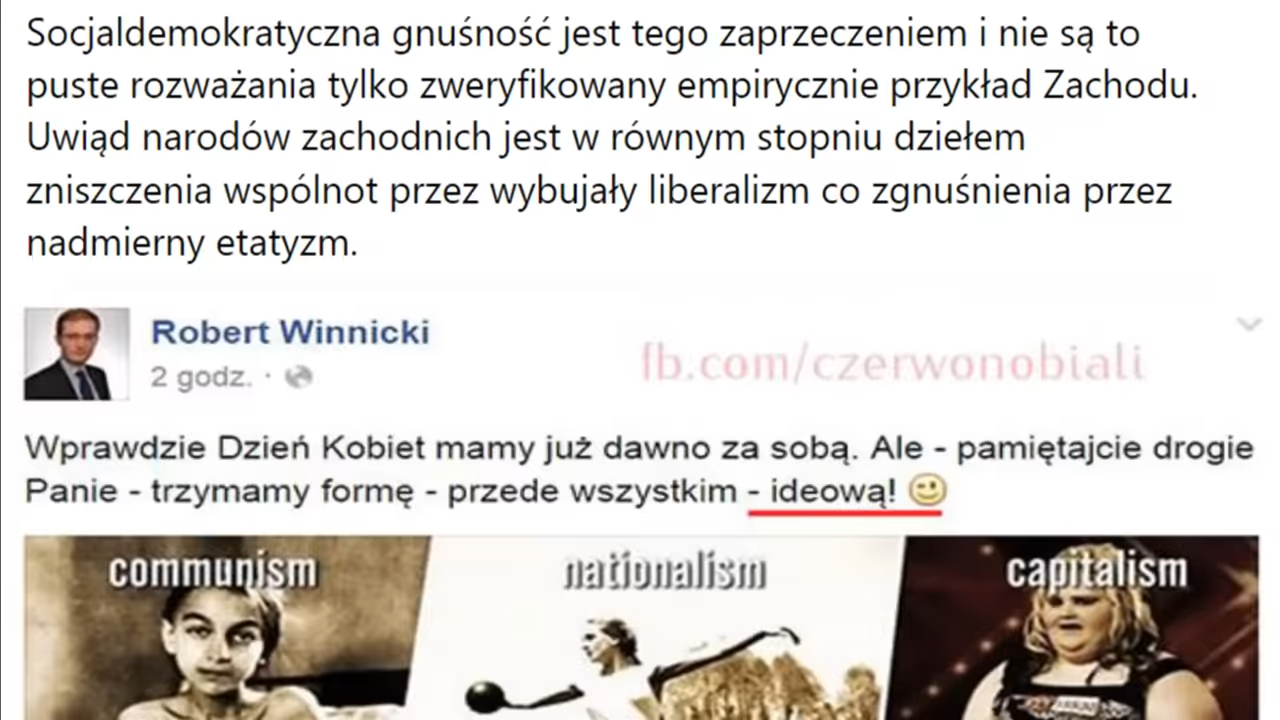 Socjaldemokratyczna gnuśność jest tego zaprzeczeniem i nie są to
puste rozważania tylko zweryfikowany empirycznie przykład Zachodu.
Uwiąd narodów zachodnich jest w równym stopniu dziełem
zniszczenia wspólnot przez wybujały liberalizm co zgnuśnienia przez
nadmierny etatyzm.
Robert Winnicki
2 godz. ·
fb.com/czerwonobiali
Wprawdzie Dzień Kobiet mamy już dawno za sobą. Ale - pamiętajcie drogie
Panie - trzymamy formę - przede wszystkim - ideową!
communism nationalism capitalism